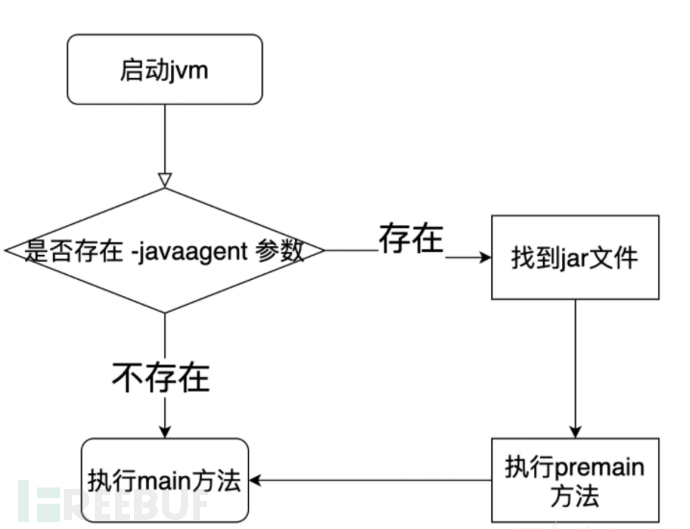 启动jvm
是否存在 -javaagent 参数
存在
找到jar文件
不存在
执行main方法
执行premain
方法
FREEBUF